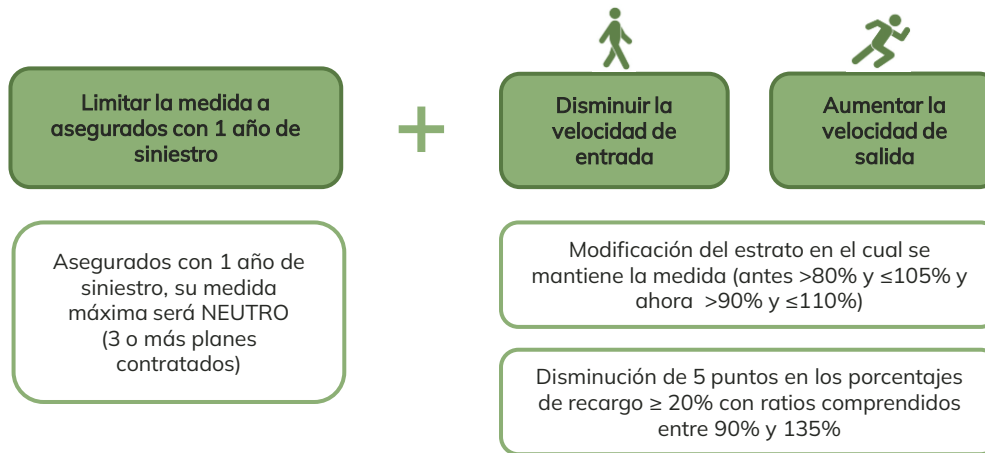 Limitar la medida a
asegurados con 1 año de
siniestro
+
Disminuir la
velocidad de
entrada
Aumentar la
velocidad de
salida
Asegurados con 1 año de
siniestro, su medida
máxima será NEUTRO
(3 o más planes
contratados)
Modificación del estrato en el cual se
mantiene la medida (antes >80% y ≤105% y
ahora >90% y ≤110%)
Disminución de 5 puntos en los porcentajes
de recargo ≥ 20% con ratios comprendidos
entre 90% y 135%